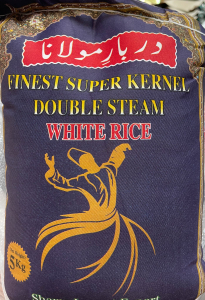 دربارِ مولانا
FINEST SUPER KERNEL
DOUBLE STEAM
WHITE RICE
5Kg